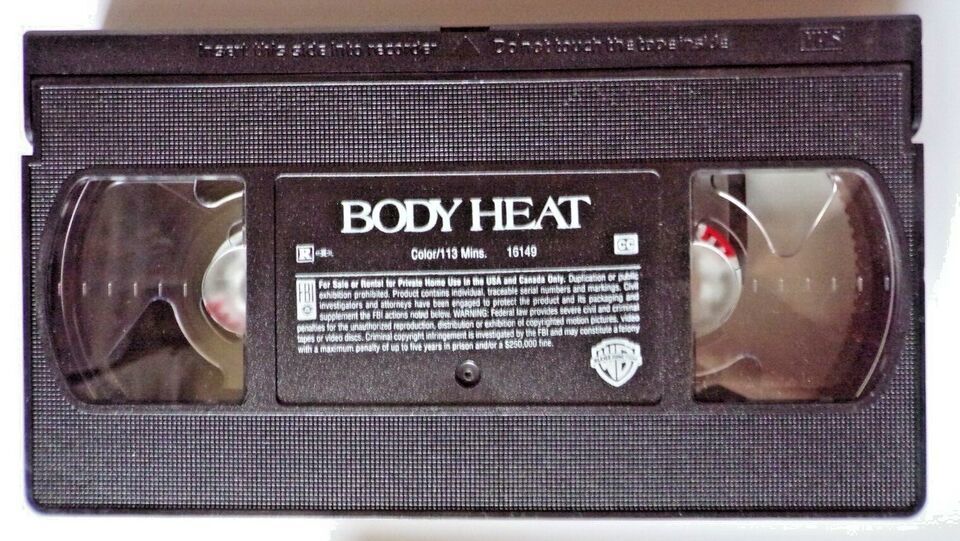 Insert this side into recorder Do not touch the tape inside VHS
BODY HEAT
R Color/113 Mins. 16149 CC
For Sale or Rental for Private Home Use in the USA and Canada Only. Duplication or public
exhibition prohibited. Product contains individual, traceable serial numbers and markings. Civil
investigators and attorneys have been engaged to protect the product and its packaging and
supplement the FBI actions noted below. WARNING: Federal law provides severe civil and criminal
penalties for the unauthorized reproduction, distribution or exhibition of copyrighted motion pictures, video
tapes or video discs. Criminal copyright infringement is investigated by the FBI and may constitute a felony
with a maximum penalty of up to five years in prison and/or a $250,000 fine.
FBI
WB